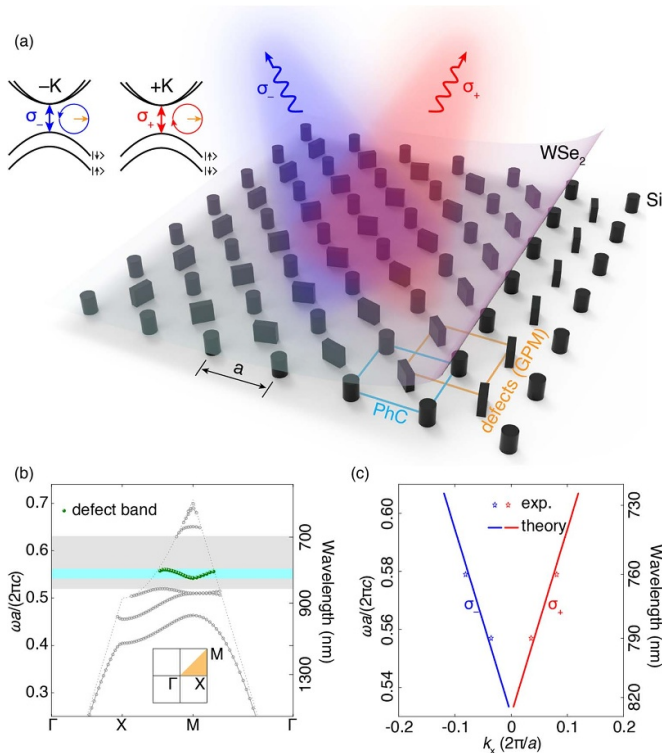 (a)
−K
+K
σ₋
σ₊
σ₋
σ₊
|↓⟩
|↑⟩
|↑⟩
|↓⟩
WSe₂
Si
a
PhC
defects (GPM)
(b)
0.7
defect band
0.6
700
0.5
900
0.4
0.3
1300
ωa/(2πc)
Wavelength (nm)
M
Γ
X
Γ
X
M
Γ
(c)
0.60
730
exp.
theory
0.58
760
σ₋
σ₊
0.56
790
0.54
820
ωa/(2πc)
Wavelength (nm)
-0.2
-0.1
0
0.1
0.2
kₓ (2π/a)